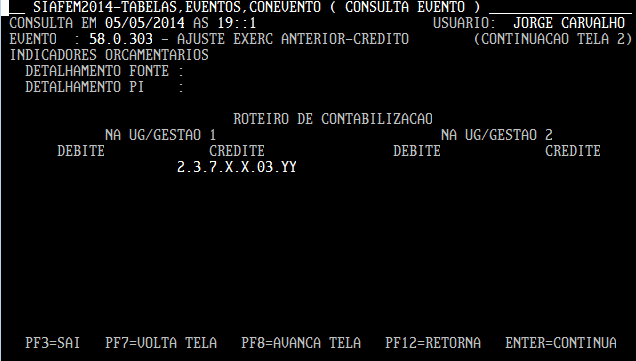 __ SIAFEM2014-TABELAS,EVENTOS,CONEVENTO ( CONSULTA EVENTO ) __________________
CONSULTA EM 05/05/2014 AS 19::1 USUARIO: JORGE CARVALHO
EVENTO : 58.0.303 - AJUSTE EXERC ANTERIOR-CREDITO (CONTINUACAO TELA 2)
INDICADORES ORCAMENTARIOS
DETALHAMENTO FONTE :
DETALHAMENTO PI :
ROTEIRO DE CONTABILIZACAO
NA UG/GESTAO 1 NA UG/GESTAO 2
DEBITE CREDITE DEBITE CREDITE
2.3.7.X.X.03.YY
PF3=SAI PF7=VOLTA TELA PF8=AVANCA TELA PF12=RETORNA ENTER=CONTINUA